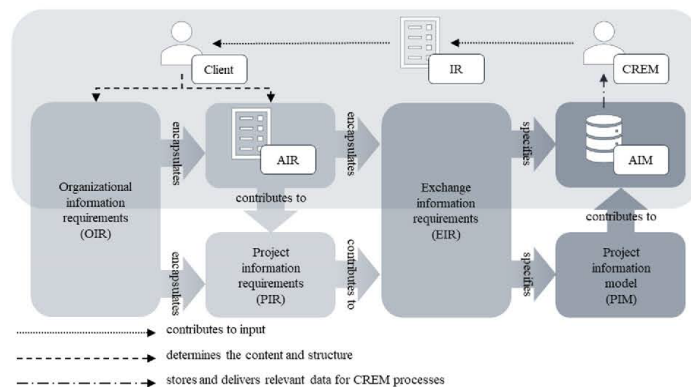 Client
IR
CREM
Organizational
information
requirements
(OIR)
encapsulates
AIR
encapsulates
Exchange
information
requirements
(EIR)
specifies
AIM
contributes to
contributes to
encapsulates
Project
information
requirements
(PIR)
contributes to
specifies
Project
information
model
(PIM)
contributes to input
determines the content and structure
stores and delivers relevant data for CREM processes